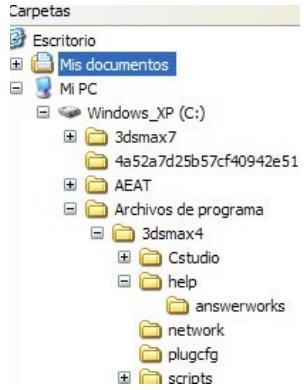 Carpetas
Escritorio
Mis documentos
Mi PC
Windows_XP (C:)
3dsmax7
4a52a7d25b57cf40942e51
AEAT
Archivos de programa
3dsmax4
Cstudio
help
answerworks
network
plugcfg
scripts